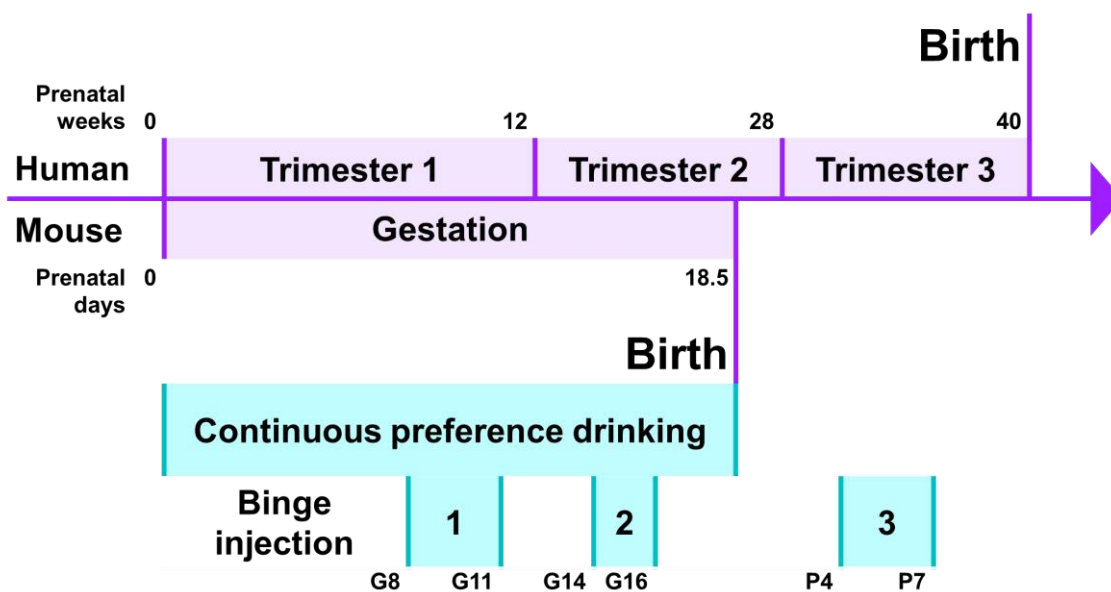 Birth
Prenatal
weeks 0 12 28 40
Human Trimester 1 Trimester 2 Trimester 3
Mouse Gestation
Prenatal 0 18.5
days
Birth
Continuous preference drinking
Binge
injection 1 2 3
G8 G11 G14 G16 P4 P7